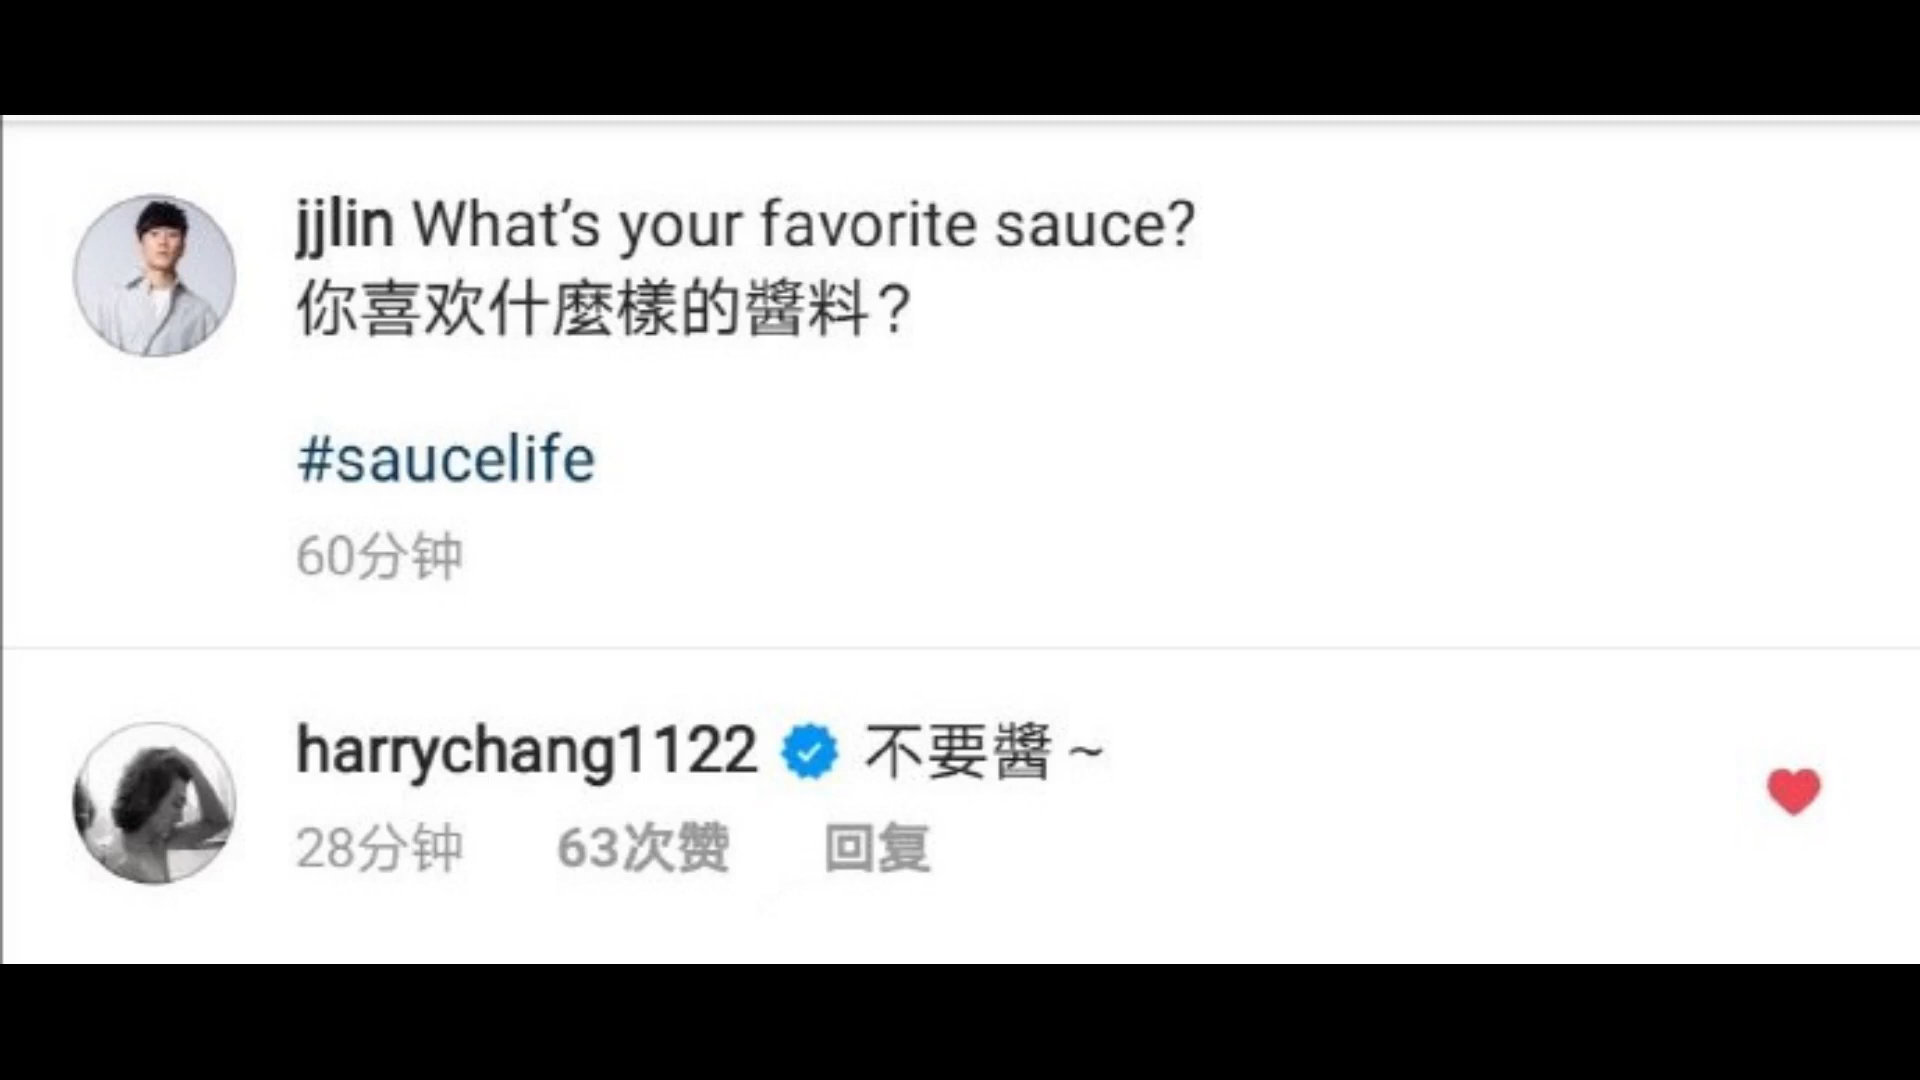 jjlin What's your favorite sauce?
你喜欢什麼樣的醬料？
#saucelife
60分钟
harrychang1122 不要醬～
28分钟 63次赞 回复